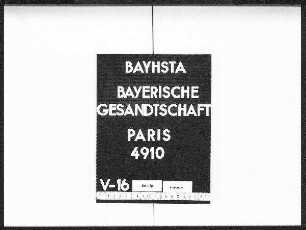 BAYHSTA
BAYERISCHE
GESANDTSCHAFT
PARIS
4910
V-16